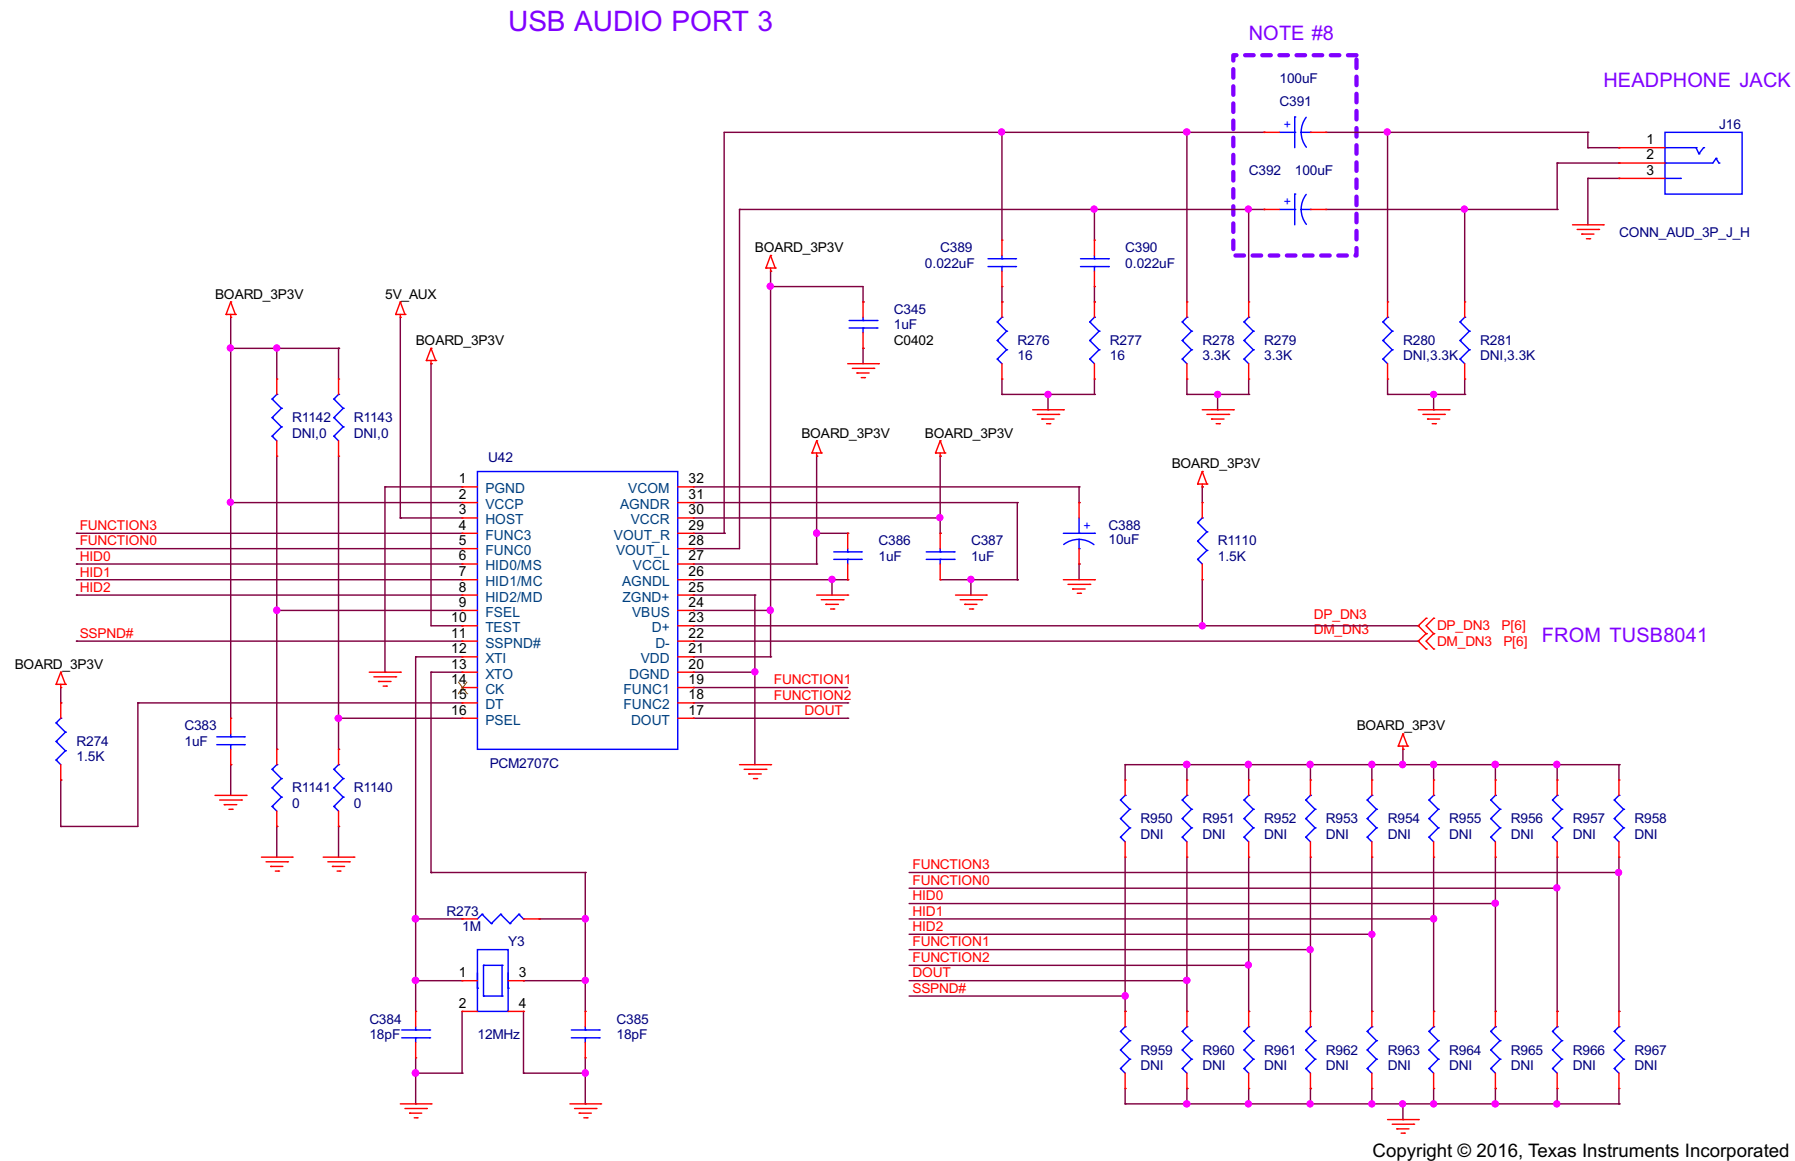 USB AUDIO PORT 3
NOTE #8
HEADPHONE JACK
100uF
C391
C392 100uF
J16
1
2
3
CONN_AUD_3P_J_H
BOARD_3P3V
C389
0.022uF
C390
0.022uF
C345
1uF
C0402
R276
16
R277
16
R278
3.3K
R279
3.3K
R280
DNI,3.3K
R281
DNI,3.3K
BOARD_3P3V
5V_AUX
BOARD_3P3V
R1142
DNI,0
R1143
DNI,0
BOARD_3P3V
BOARD_3P3V
BOARD_3P3V
U42
1 PGND
2 VCCP
3 HOST
4 FUNC3
5 FUNC0
6 HID0/MS
7 HID1/MC
8 HID2/MD
9 FSEL
10 TEST
11 SSPND#
12 XTI
13 XTO
14 CK
15 DT
16 PSEL
VCOM 32
AGNDR 31
VCCR 30
VOUT_R 29
VOUT_L 28
VCCL 27
AGNDL 26
ZGND+ 25
VBUS 24
D+ 23
D- 22
VDD 21
DGND 20
FUNC1 19
FUNC2 18
DOUT 17
PCM2707C
FUNCTION3
FUNCTION0
HID0
HID1
HID2
SSPND#
BOARD_3P3V
R274
1.5K
C383
1uF
R1141
0
R1140
0
C386
1uF
C387
1uF
C388
10uF
R1110
1.5K
DP_DN3
DM_DN3
DP_DN3 P[6]
DM_DN3 P[6]
FROM TUSB8041
FUNCTION1
FUNCTION2
DOUT
R273
1M
Y3
1
3
2
4
12MHz
C384
18pF
C385
18pF
BOARD_3P3V
R950
DNI
R951
DNI
R952
DNI
R953
DNI
R954
DNI
R955
DNI
R956
DNI
R957
DNI
R958
DNI
FUNCTION3
FUNCTION0
HID0
HID1
HID2
FUNCTION1
FUNCTION2
DOUT
SSPND#
R959
DNI
R960
DNI
R961
DNI
R962
DNI
R963
DNI
R964
DNI
R965
DNI
R966
DNI
R967
DNI
Copyright © 2016, Texas Instruments Incorporated